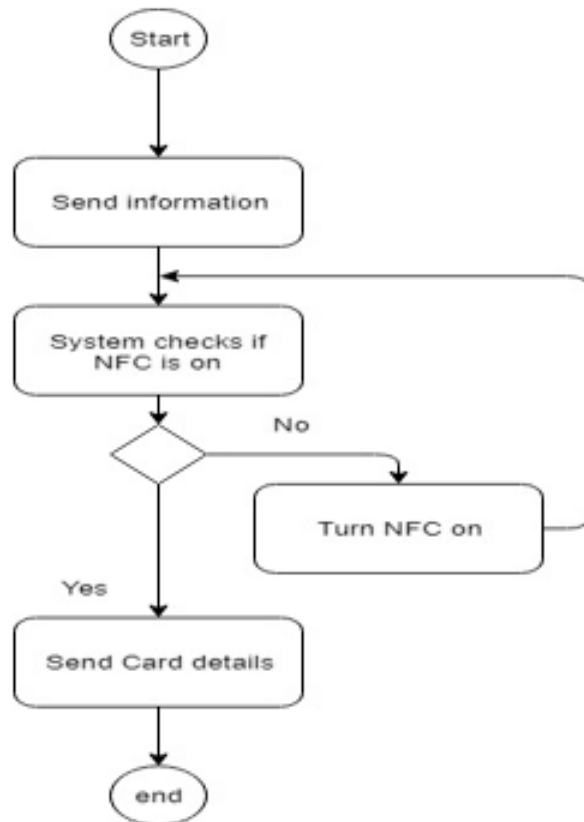 Start
Send information
System checks if
NFC is on
No
Turn NFC on
Yes
Send Card details
end